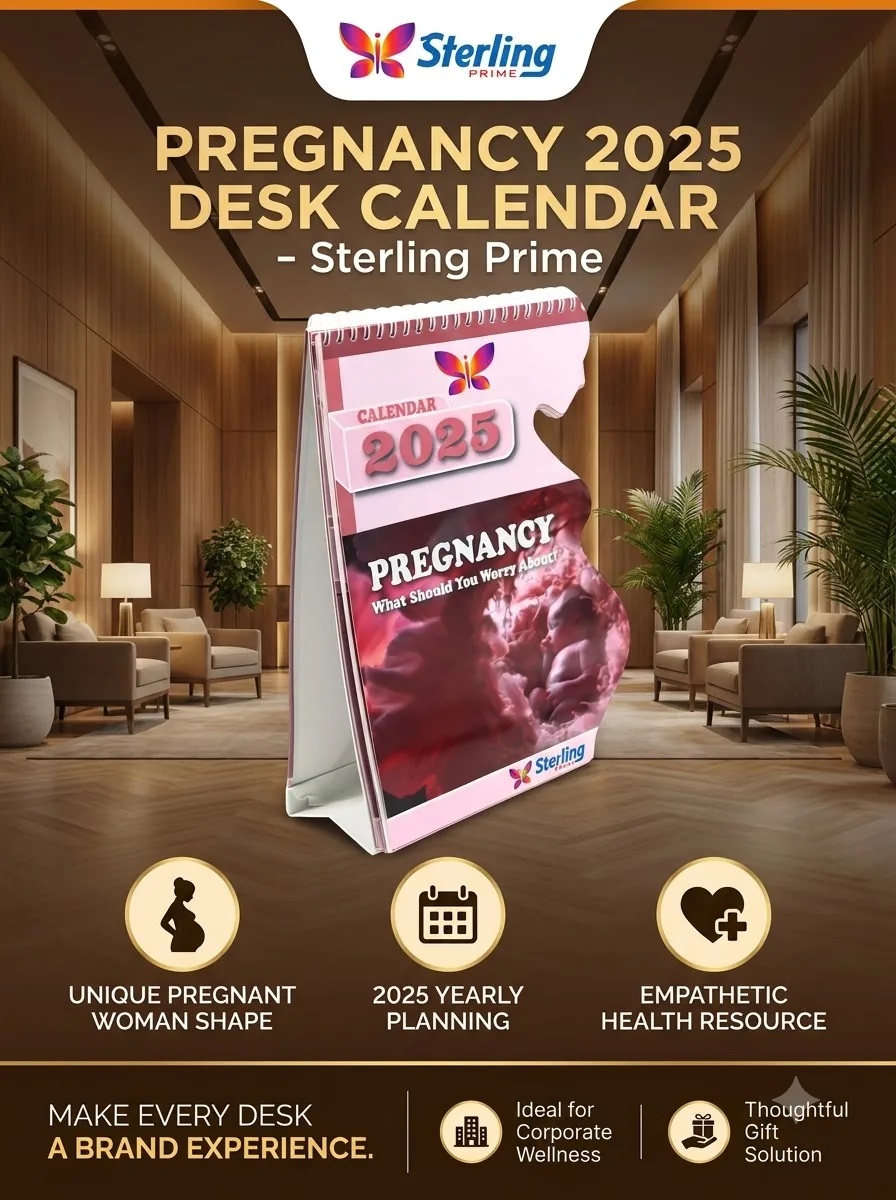 Sterling
PRIME
PREGNANCY 2025
DESK CALENDAR
– Sterling Prime
CALENDAR
2025
PREGNANCY
What Should You Worry About?
Sterling
UNIQUE PREGNANT
WOMAN SHAPE
2025 YEARLY
PLANNING
EMPATHETIC
HEALTH RESOURCE
MAKE EVERY DESK
A BRAND EXPERIENCE.
Ideal for
Corporate
Wellness
Thoughtful
Gift
Solution